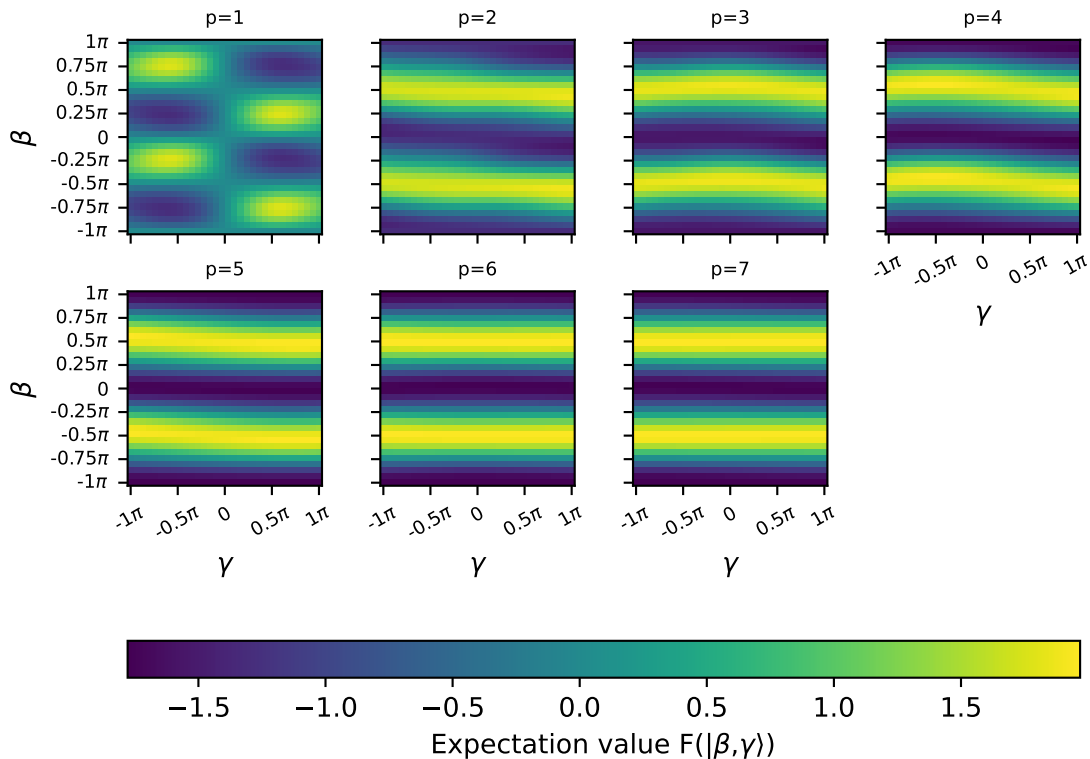 p=1 p=2 p=3 p=4
1π
0.75π
0.5π
0.25π
0
-0.25π
-0.5π
-0.75π
-1π
β
-1π -0.5π 0 0.5π 1π
γ
p=5 p=6 p=7
1π
0.75π
0.5π
0.25π
0
-0.25π
-0.5π
-0.75π
-1π
β
-1π -0.5π 0 0.5π 1π -1π -0.5π 0 0.5π 1π -1π -0.5π 0 0.5π 1π
γ γ γ
−1.5 −1.0 −0.5 0.0 0.5 1.0 1.5
Expectation value F(|β,γ⟩)